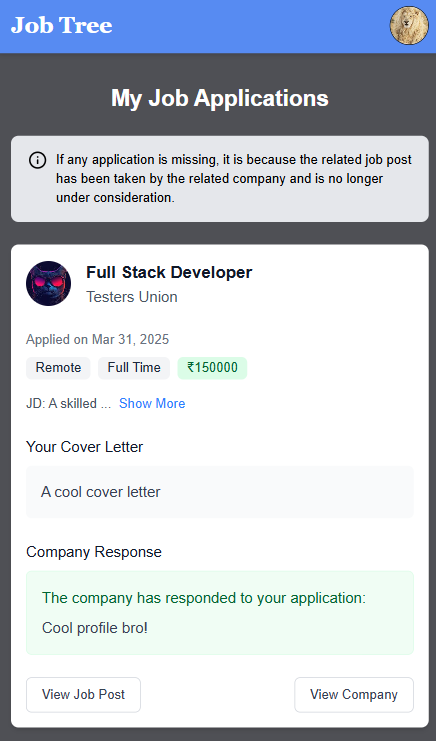 Job Tree
My Job Applications
If any application is missing, it is because the related job post
has been taken by the related company and is no longer
under consideration.
Full Stack Developer
Testers Union
Applied on Mar 31, 2025
Remote Full Time ₹150000
JD: A skilled ... Show More
Your Cover Letter
A cool cover letter
Company Response
The company has responded to your application:
Cool profile bro!
View Job Post View Company